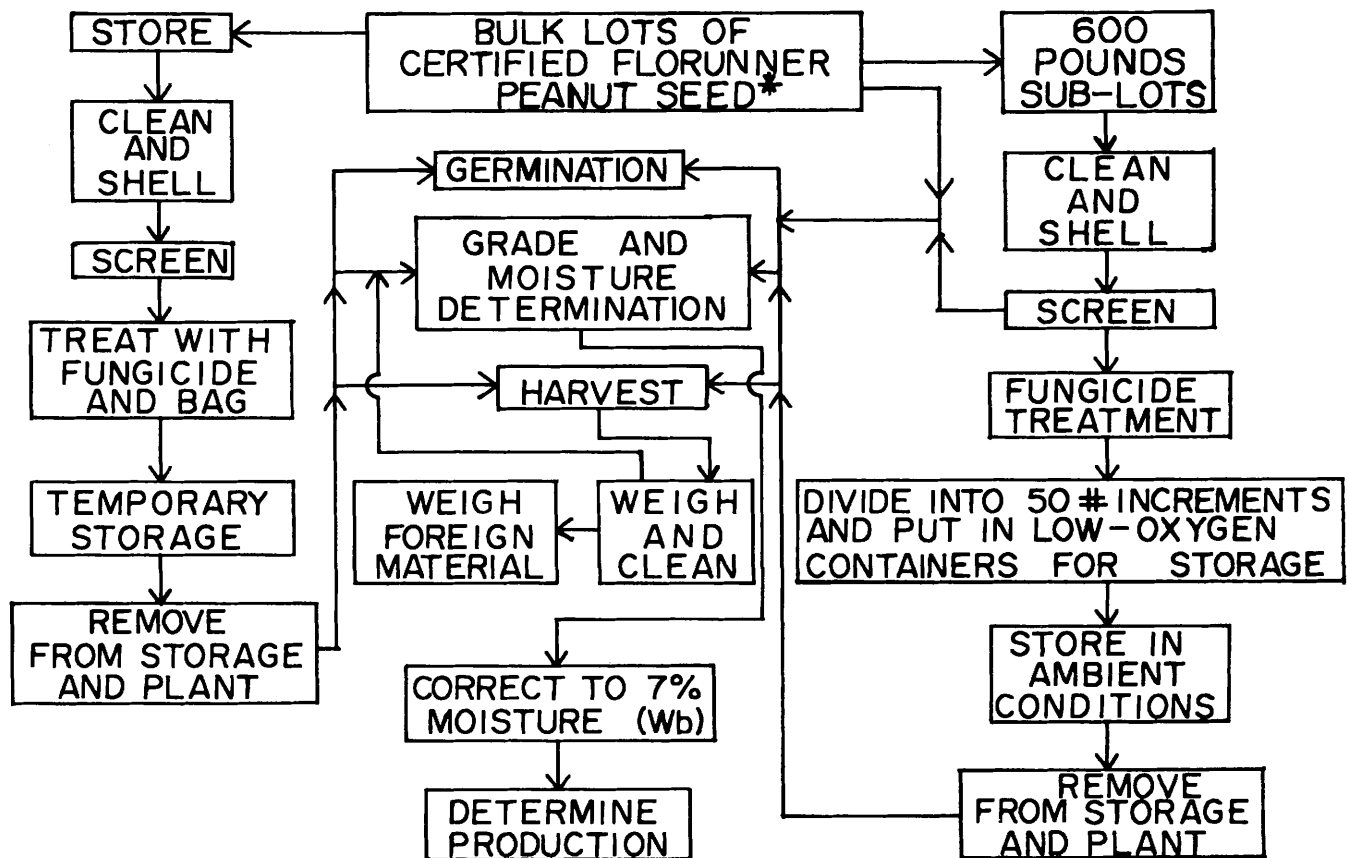 STORE
BULK LOTS OF
CERTIFIED FLORUNNER
PEANUT SEED*
600
POUNDS
SUB-LOTS
CLEAN
AND
SHELL
GERMINATION
CLEAN
AND
SHELL
SCREEN
GRADE AND
MOISTURE
DETERMINATION
SCREEN
TREAT WITH
FUNGICIDE
AND BAG
HARVEST
FUNGICIDE
TREATMENT
TEMPORARY
STORAGE
WEIGH
FOREIGN
MATERIAL
WEIGH
AND
CLEAN
DIVIDE INTO 50 # INCREMENTS
AND PUT IN LOW-OXYGEN
CONTAINERS FOR STORAGE
REMOVE
FROM STORAGE
AND PLANT
CORRECT TO 7%
MOISTURE (Wb)
STORE IN
AMBIENT
CONDITIONS
DETERMINE
PRODUCTION
REMOVE
FROM STORAGE
AND PLANT